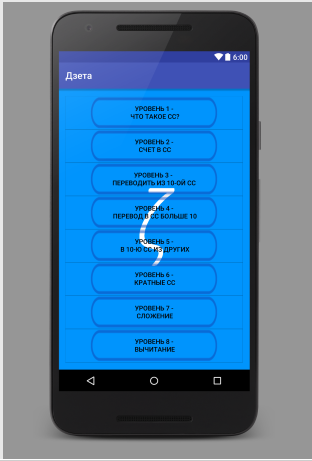 6:00
Дзета
УРОВЕНЬ 1 -
ЧТО ТАКОЕ СС?
УРОВЕНЬ 2 -
СЧЕТ В СС
УРОВЕНЬ 3 -
ПЕРЕВОДИТЬ ИЗ 10-ОЙ СС
УРОВЕНЬ 4 -
ПЕРЕВОД В СС БОЛЬШЕ 10
УРОВЕНЬ 5 -
В 10-Ю СС ИЗ ДРУГИХ
УРОВЕНЬ 6 -
КРАТНЫЕ СС
УРОВЕНЬ 7 -
СЛОЖЕНИЕ
УРОВЕНЬ 8 -
ВЫЧИТАНИЕ
ζ